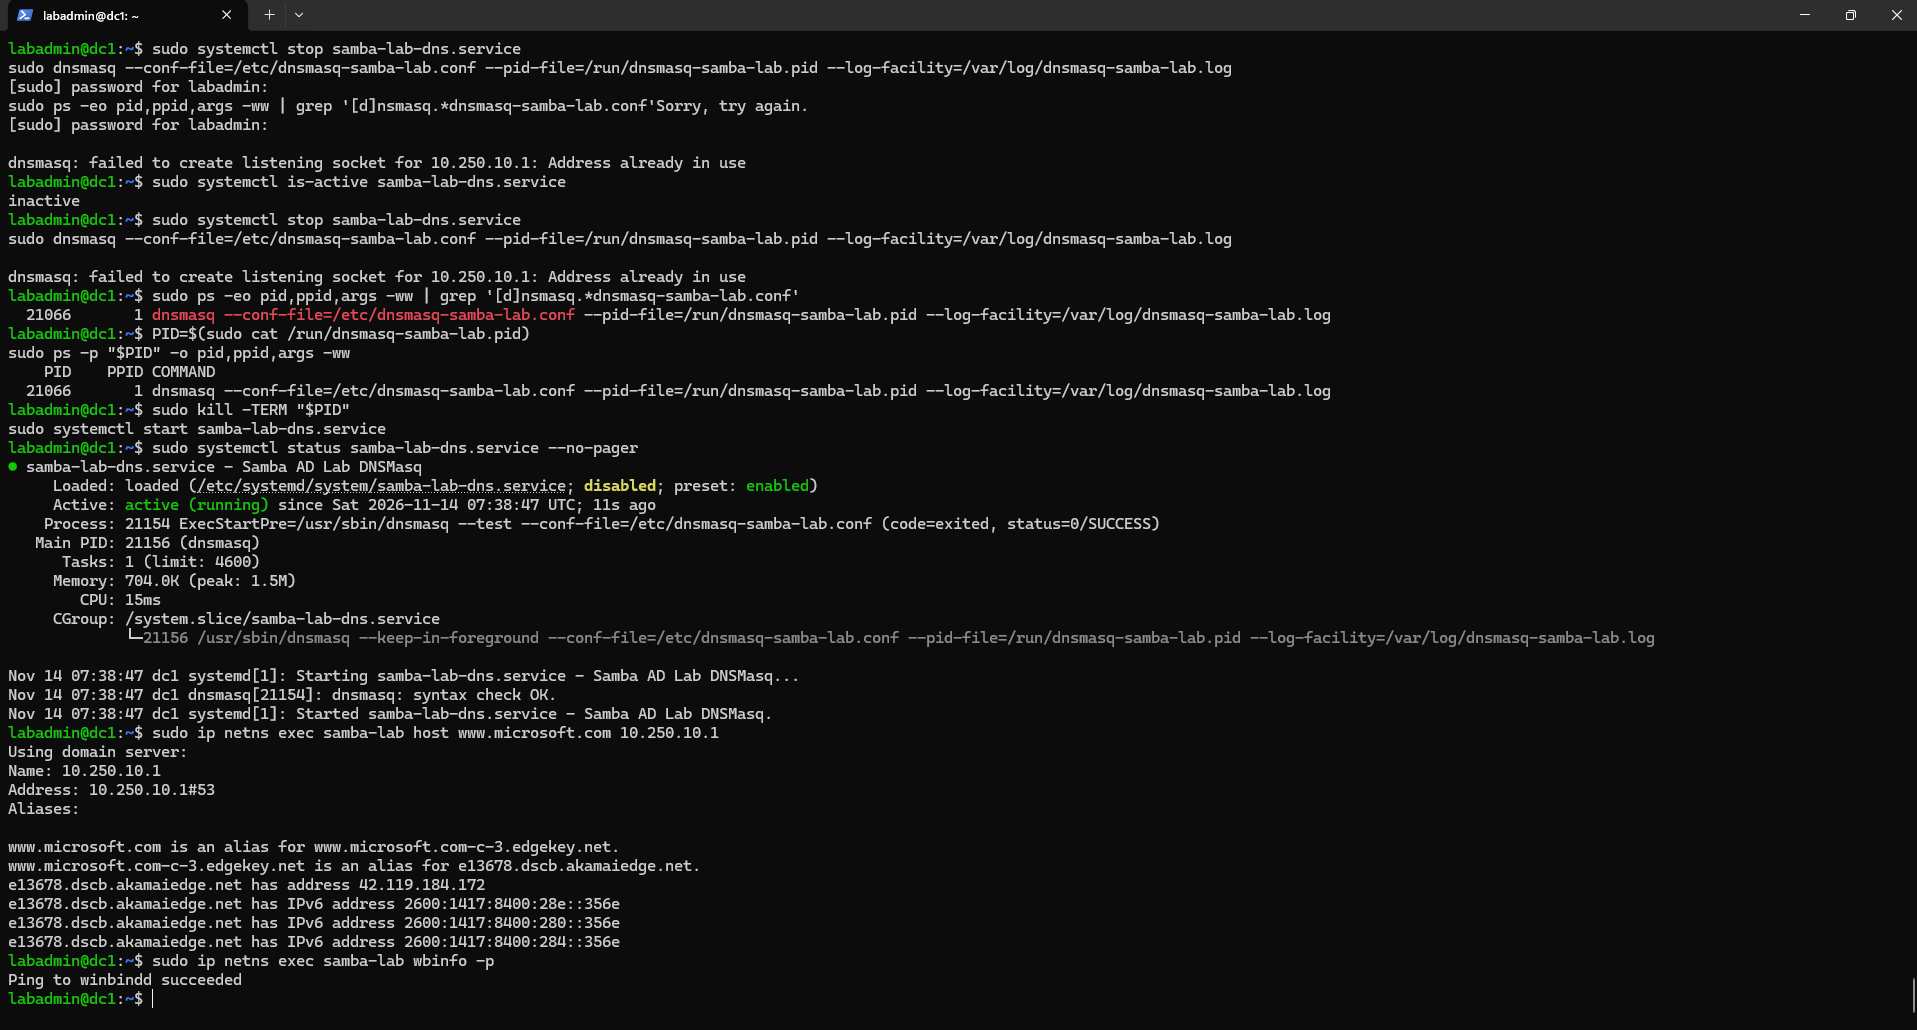 labadmin@dc1: ~
labadmin@dc1:~$ sudo systemctl stop samba-lab-dns.service
sudo dnsmasq --conf-file=/etc/dnsmasq-samba-lab.conf --pid-file=/run/dnsmasq-samba-lab.pid --log-facility=/var/log/dnsmasq-samba-lab.log
[sudo] password for labadmin:
sudo ps -eo pid,ppid,args -ww | grep '[d]nsmasq.*dnsmasq-samba-lab.conf'Sorry, try again.
[sudo] password for labadmin:

dnsmasq: failed to create listening socket for 10.250.10.1: Address already in use
labadmin@dc1:~$ sudo systemctl is-active samba-lab-dns.service
inactive
labadmin@dc1:~$ sudo systemctl stop samba-lab-dns.service
sudo dnsmasq --conf-file=/etc/dnsmasq-samba-lab.conf --pid-file=/run/dnsmasq-samba-lab.pid --log-facility=/var/log/dnsmasq-samba-lab.log

dnsmasq: failed to create listening socket for 10.250.10.1: Address already in use
labadmin@dc1:~$ sudo ps -eo pid,ppid,args -ww | grep '[d]nsmasq.*dnsmasq-samba-lab.conf'
  21066       1 dnsmasq --conf-file=/etc/dnsmasq-samba-lab.conf --pid-file=/run/dnsmasq-samba-lab.pid --log-facility=/var/log/dnsmasq-samba-lab.log
labadmin@dc1:~$ PID=$(sudo cat /run/dnsmasq-samba-lab.pid)
sudo ps -p "$PID" -o pid,ppid,args -ww
    PID    PPID COMMAND
  21066       1 dnsmasq --conf-file=/etc/dnsmasq-samba-lab.conf --pid-file=/run/dnsmasq-samba-lab.pid --log-facility=/var/log/dnsmasq-samba-lab.log
labadmin@dc1:~$ sudo kill -TERM "$PID"
sudo systemctl start samba-lab-dns.service
labadmin@dc1:~$ sudo systemctl status samba-lab-dns.service --no-pager
● samba-lab-dns.service - Samba AD Lab DNSMasq
     Loaded: loaded (/etc/systemd/system/samba-lab-dns.service; disabled; preset: enabled)
     Active: active (running) since Sat 2026-11-14 07:38:47 UTC; 11s ago
    Process: 21154 ExecStartPre=/usr/sbin/dnsmasq --test --conf-file=/etc/dnsmasq-samba-lab.conf (code=exited, status=0/SUCCESS)
   Main PID: 21156 (dnsmasq)
      Tasks: 1 (limit: 4600)
     Memory: 704.0K (peak: 1.5M)
        CPU: 15ms
     CGroup: /system.slice/samba-lab-dns.service
             └─21156 /usr/sbin/dnsmasq --keep-in-foreground --conf-file=/etc/dnsmasq-samba-lab.conf --pid-file=/run/dnsmasq-samba-lab.pid --log-facility=/var/log/dnsmasq-samba-lab.log

Nov 14 07:38:47 dc1 systemd[1]: Starting samba-lab-dns.service - Samba AD Lab DNSMasq...
Nov 14 07:38:47 dc1 dnsmasq[21154]: dnsmasq: syntax check OK.
Nov 14 07:38:47 dc1 systemd[1]: Started samba-lab-dns.service - Samba AD Lab DNSMasq.
labadmin@dc1:~$ sudo ip netns exec samba-lab host www.microsoft.com 10.250.10.1
Using domain server:
Name: 10.250.10.1
Address: 10.250.10.1#53
Aliases:

www.microsoft.com is an alias for www.microsoft.com-c-3.edgekey.net.
www.microsoft.com-c-3.edgekey.net is an alias for e13678.dscb.akamaiedge.net.
e13678.dscb.akamaiedge.net has address 42.119.184.172
e13678.dscb.akamaiedge.net has IPv6 address 2600:1417:8400:28e::356e
e13678.dscb.akamaiedge.net has IPv6 address 2600:1417:8400:280::356e
e13678.dscb.akamaiedge.net has IPv6 address 2600:1417:8400:284::356e
labadmin@dc1:~$ sudo ip netns exec samba-lab wbinfo -p
Ping to winbindd succeeded
labadmin@dc1:~$